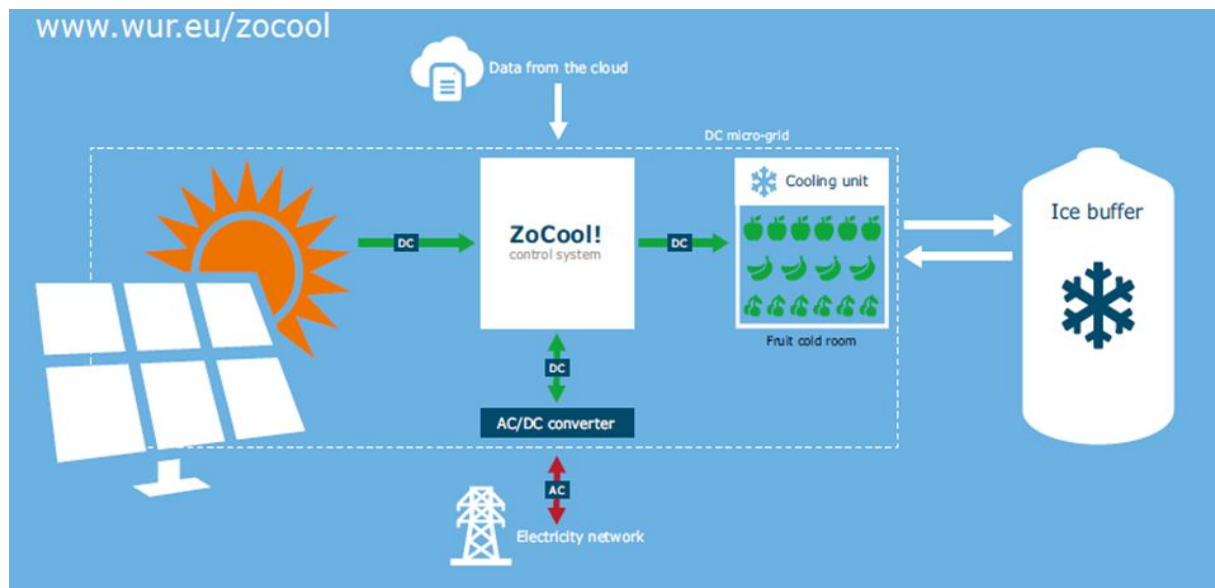 www.wur.eu/zocool
Data from the cloud
DC micro-grid
DC
ZoCool!
control system
DC
Cooling unit
Fruit cold room
Ice buffer
DC
AC/DC converter
AC
Electricity network